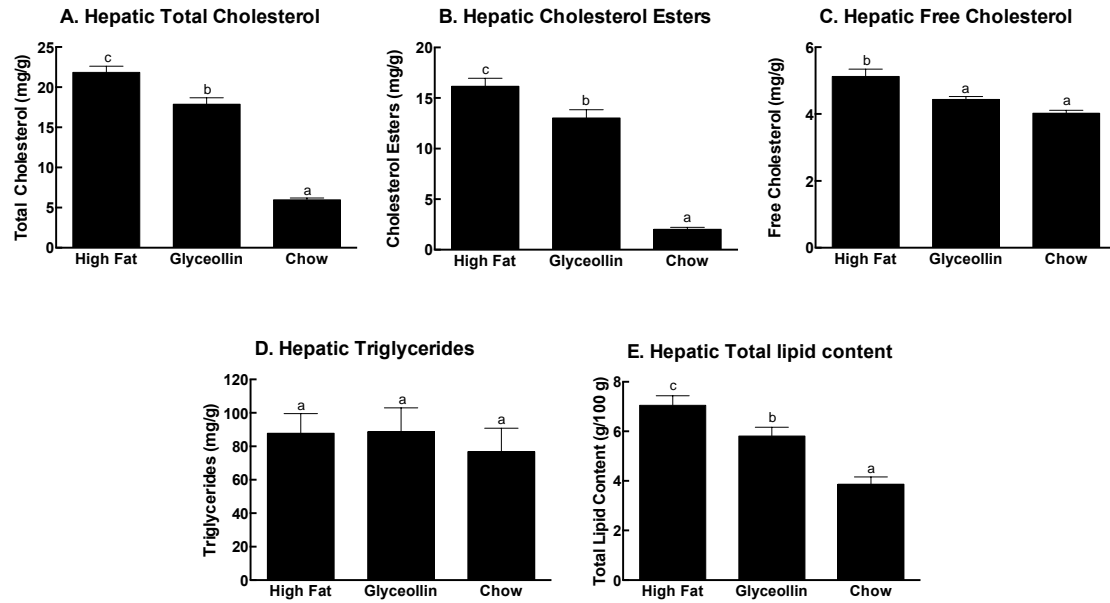 A. Hepatic Total Cholesterol
Total Cholesterol (mg/g)
25
20
15
10
5
0
c
b
a
High Fat Glyceollin Chow
B. Hepatic Cholesterol Esters
Cholesterol Esters (mg/g)
20
15
10
5
0
c
b
a
High Fat Glyceollin Chow
C. Hepatic Free Cholesterol
Free Cholesterol (mg/g)
6
4
2
0
b
a
a
High Fat Glyceollin Chow
D. Hepatic Triglycerides
Triglycerides (mg/g)
120
100
80
60
40
20
0
a
a
a
High Fat Glyceollin Chow
E. Hepatic Total lipid content
Total Lipid Content (g/100 g)
8
6
4
2
0
c
b
a
High Fat Glyceollin Chow